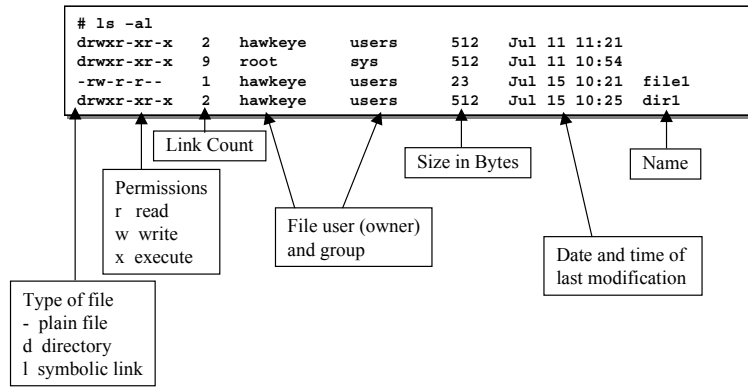 # ls –al
drwxr-xr-x 2 hawkeye users 512 Jul 11 11:21
drwxr-xr-x 9 root sys 512 Jul 11 10:54
-rw-r-r-- 1 hawkeye users 23 Jul 15 10:21 file1
drwxr-xr-x 2 hawkeye users 512 Jul 15 10:25 dir1
Link Count
Size in Bytes
Name
Permissions
r read
w write
x execute
File user (owner)
and group
Date and time of
last modification
Type of file
- plain file
d directory
l symbolic link